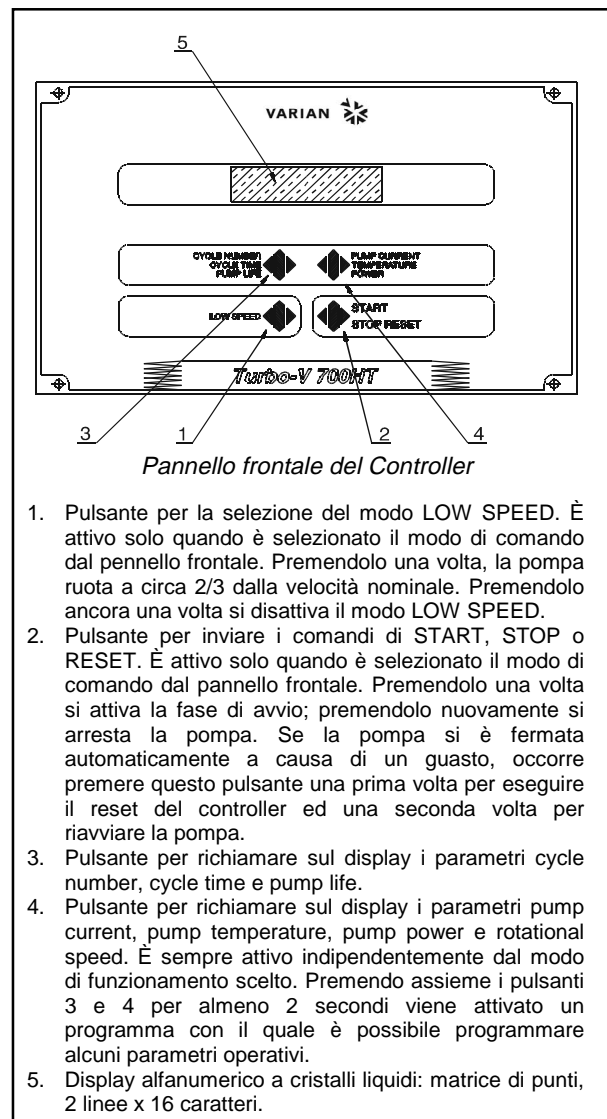 5
VARIAN
CYCLE NUMBER
CYCLE TIME
PUMP LIFE
PUMP CURRENT
TEMPERATURE
POWER
LOW SPEED
START
STOP RESET
Turbo-V 700HT
3 1 2 4
Pannello frontale del Controller
1. Pulsante per la selezione del modo LOW SPEED. È
attivo solo quando è selezionato il modo di comando
dal pennello frontale. Premendolo una volta, la pompa
ruota a circa 2/3 dalla velocità nominale. Premendolo
ancora una volta si disattiva il modo LOW SPEED.
2. Pulsante per inviare i comandi di START, STOP o
RESET. È attivo solo quando è selezionato il modo di
comando dal pannello frontale. Premendolo una volta
si attiva la fase di avvio; premendolo nuovamente si
arresta la pompa. Se la pompa si è fermata
automaticamente a causa di un guasto, occorre
premere questo pulsante una prima volta per eseguire
il reset del controller ed una seconda volta per
riavviare la pompa.
3. Pulsante per richiamare sul display i parametri cycle
number, cycle time e pump life.
4. Pulsante per richiamare sul display i parametri pump
current, pump temperature, pump power e rotational
speed. È sempre attivo indipendentemente dal modo
di funzionamento scelto. Premendo assieme i pulsanti
3 e 4 per almeno 2 secondi viene attivato un
programma con il quale è possibile programmare
alcuni parametri operativi.
5. Display alfanumerico a cristalli liquidi: matrice di punti,
2 linee x 16 caratteri.